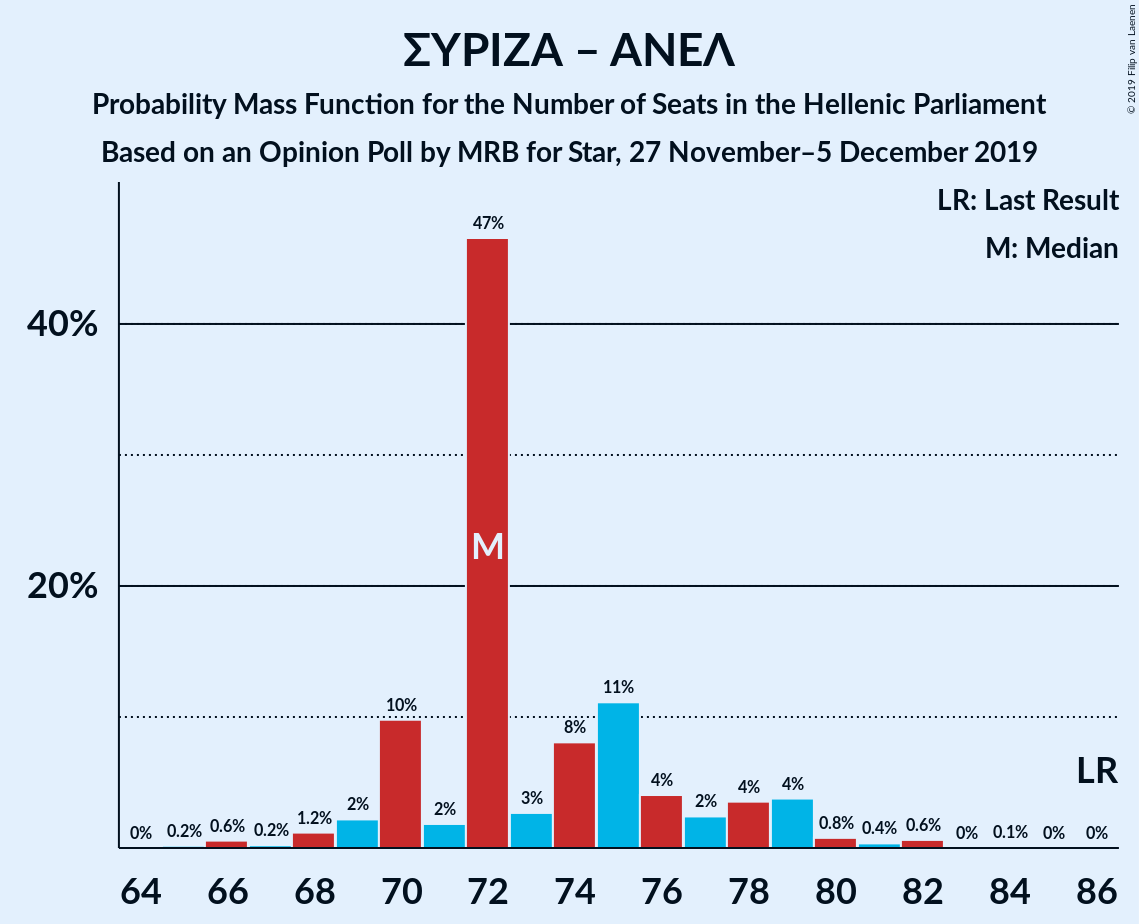 ΣΥΡΙΖΑ – ΑΝΕΛ
Probability Mass Function for the Number of Seats in the Hellenic Parliament
Based on an Opinion Poll by MRB for Star, 27 November–5 December 2019
© 2019 Filip van Laenen
LR: Last Result
M: Median
40%
20%
0% 0.2% 0.6% 0.2% 1.2% 2% 10% 2% 47% 3% 8% 11% 4% 2% 4% 4% 0.8% 0.4% 0.6% 0% 0.1% 0% 0%
M
LR
64 66 68 70 72 74 76 78 80 82 84 86